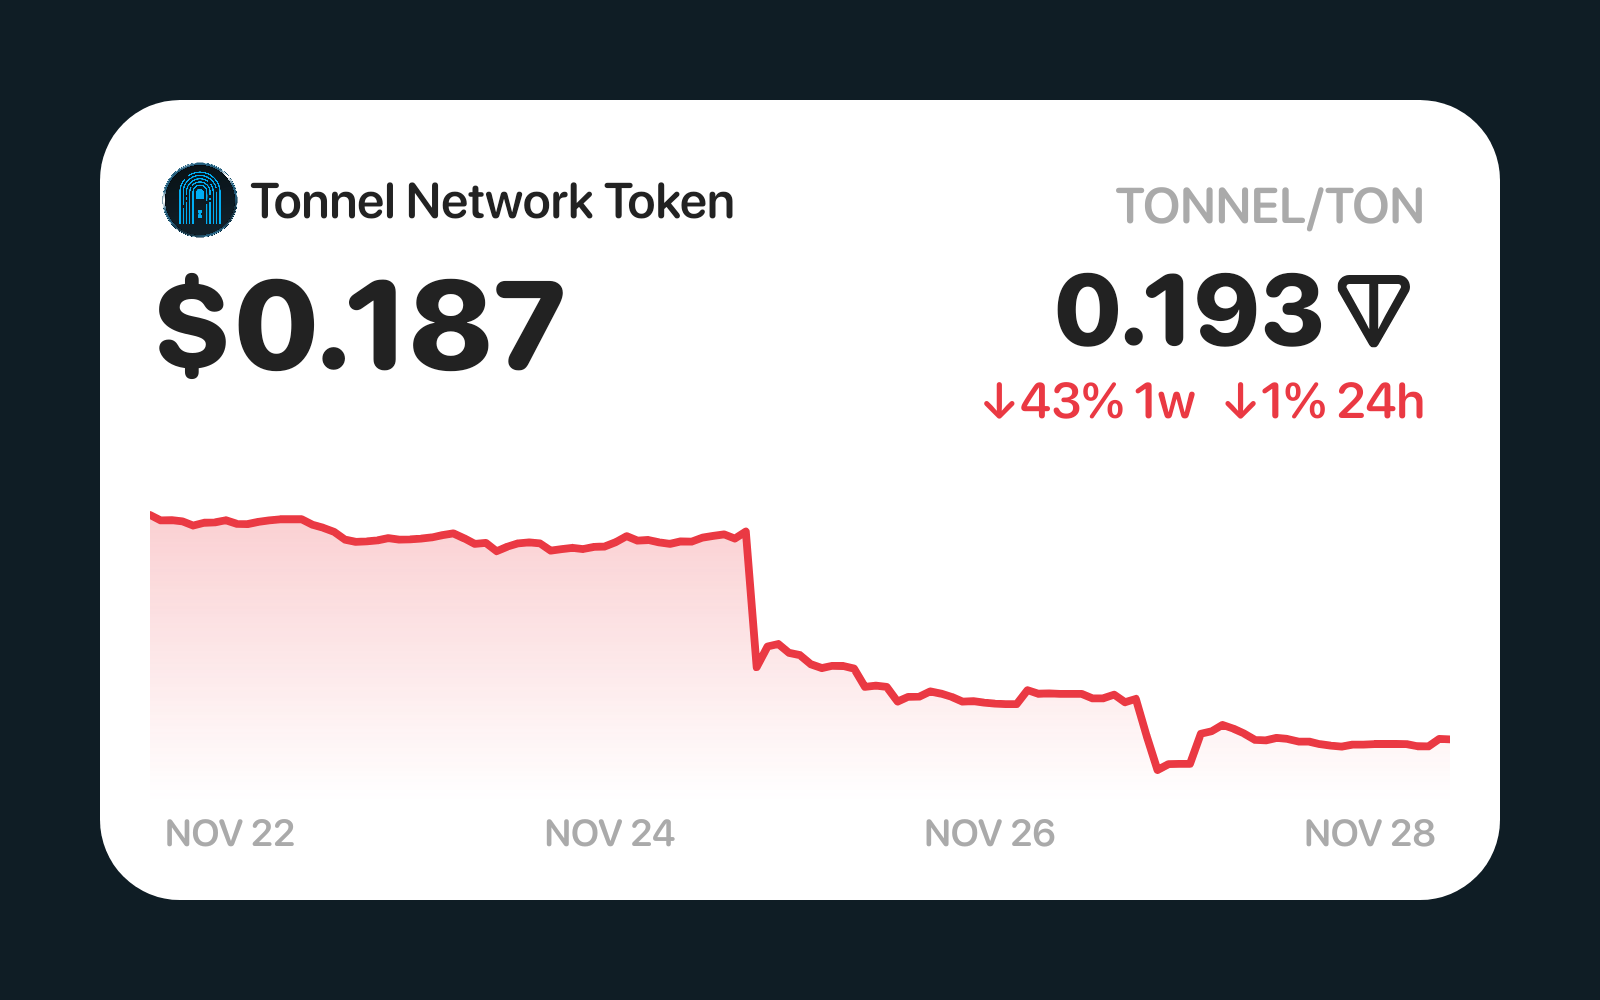 Tonnel Network Token
TONNEL/TON
$0.187
0.193
↓43% 1w ↓1% 24h
NOV 22 NOV 24 NOV 26 NOV 28